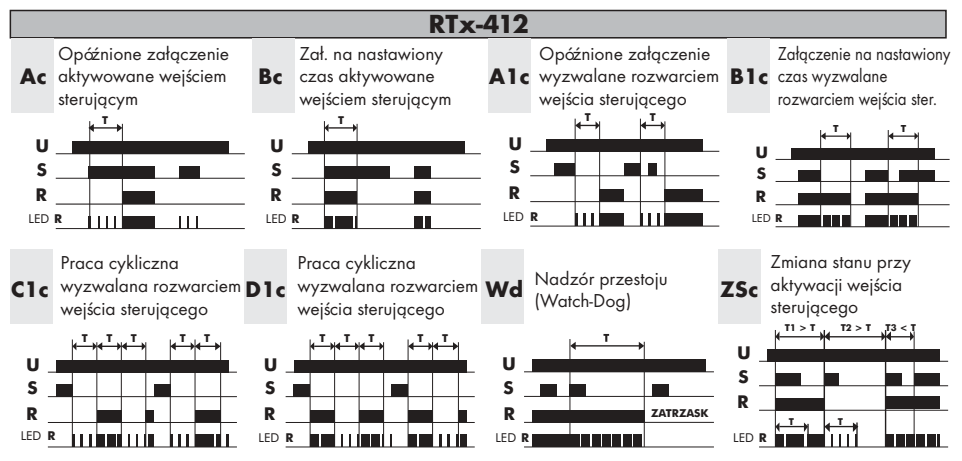 RTx-412
Ac
Opóźnione załączenie
aktywowane wejściem
sterującym
T
U
S
R
LED R
Bc
Zał. na nastawiony
czas aktywowane
wejściem sterującym
T
U
S
R
LED R
A1c
Opóźnione załączenie
wyzwalane rozwarciem
wejścia sterującego
T T
U
S
R
LED R
B1c
Załączenie na nastawiony
czas wyzwalane
rozwarciem wejścia ster.
T T
U
S
R
LED R
C1c
Praca cykliczna
wyzwalana rozwarciem
wejścia sterującego
T T T T T
U
S
R
LED R
D1c
Praca cykliczna
wyzwalana rozwarciem
wejścia sterującego
T T T T T
U
S
R
LED R
Wd
Nadzór przestoju
(Watch-Dog)
T
U
S
R ZATRZASK
LED R
ZSc
Zmiana stanu przy
aktywacji wejścia
sterującego
T1 > T T2 > T T3 < T
U
S
R
T T
LED R